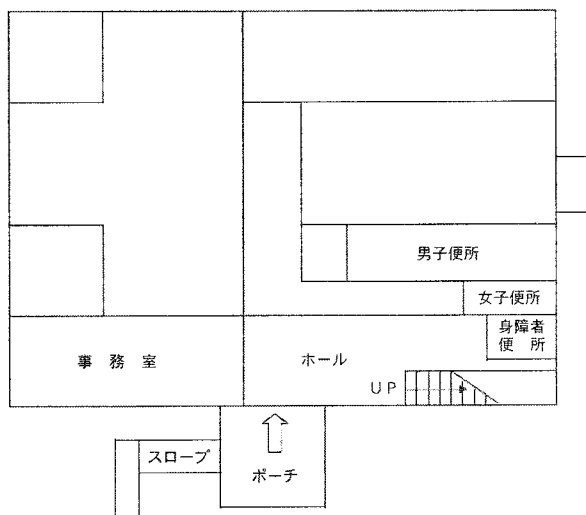 男子便所
女子便所
身障者
便　所
事　務　室
ホール
ＵＰ
スロープ
ポーチ